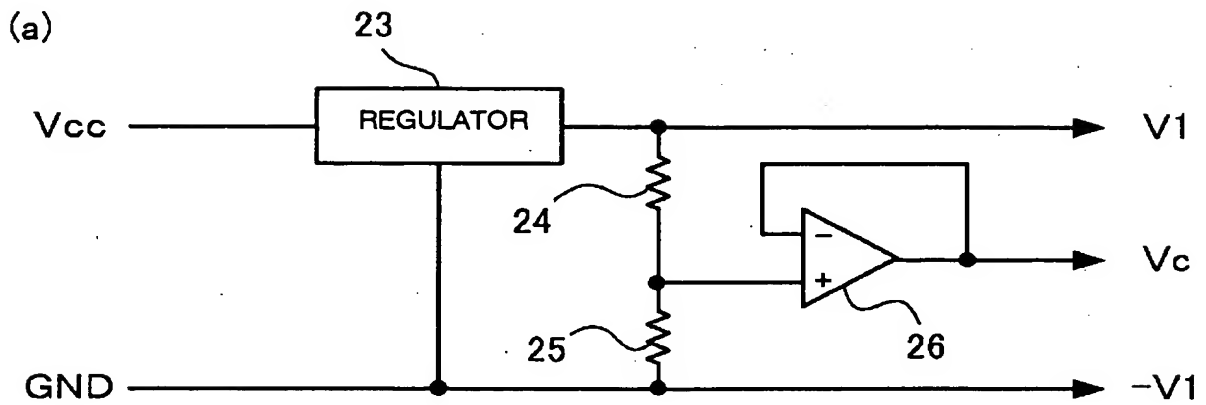 (a)
23
Vcc
REGULATOR
V1
24
−
+
Vc
25
26
GND
-V1